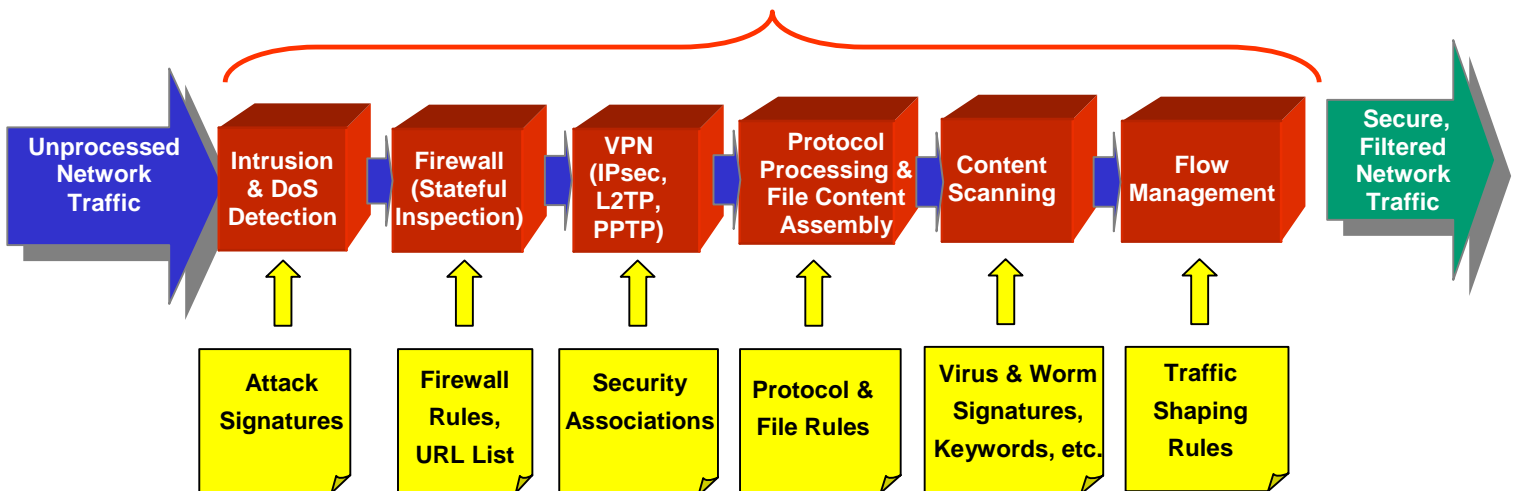 Unprocessed
Network
Traffic
Intrusion
& DoS
Detection
Firewall
(Stateful
Inspection)
VPN
(IPsec,
L2TP,
PPTP)
Protocol
Processing &
File Content
Assembly
Content
Scanning
Flow
Management
Secure,
Filtered
Network
Traffic
Attack
Signatures
Firewall
Rules,
URL List
Security
Associations
Protocol &
File Rules
Virus & Worm
Signatures,
Keywords, etc.
Traffic
Shaping
Rules